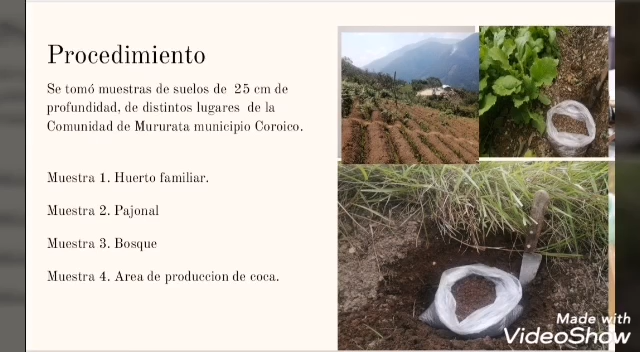 Procedimiento
Se tomó muestras de suelos de 25 cm de
profundidad, de distintos lugares de la
Comunidad de Mururata municipio Coroico.
Muestra 1. Huerto familiar.
Muestra 2. Pajonal
Muestra 3. Bosque
Muestra 4. Area de produccion de coca.
Made with
VideoShow